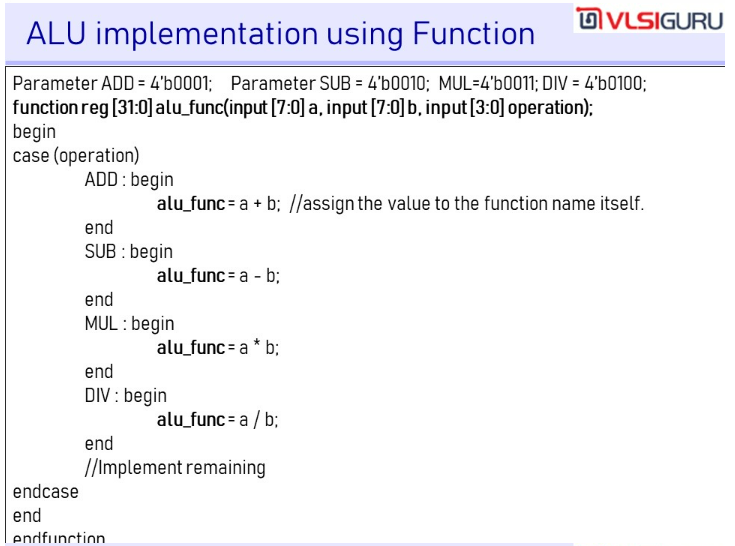 ALU implementation using Function
VLSIGURU
Parameter ADD = 4'b0001; Parameter SUB = 4'b0010; MUL=4'b0011; DIV = 4'b0100;
function reg [31:0] alu_func(input [7:0] a, input [7:0] b, input [3:0] operation);
begin
case (operation)
ADD : begin
alu_func = a + b; //assign the value to the function name itself.
end
SUB : begin
alu_func = a - b;
end
MUL : begin
alu_func = a * b;
end
DIV : begin
alu_func = a / b;
end
//Implement remaining
endcase
end
endfunction